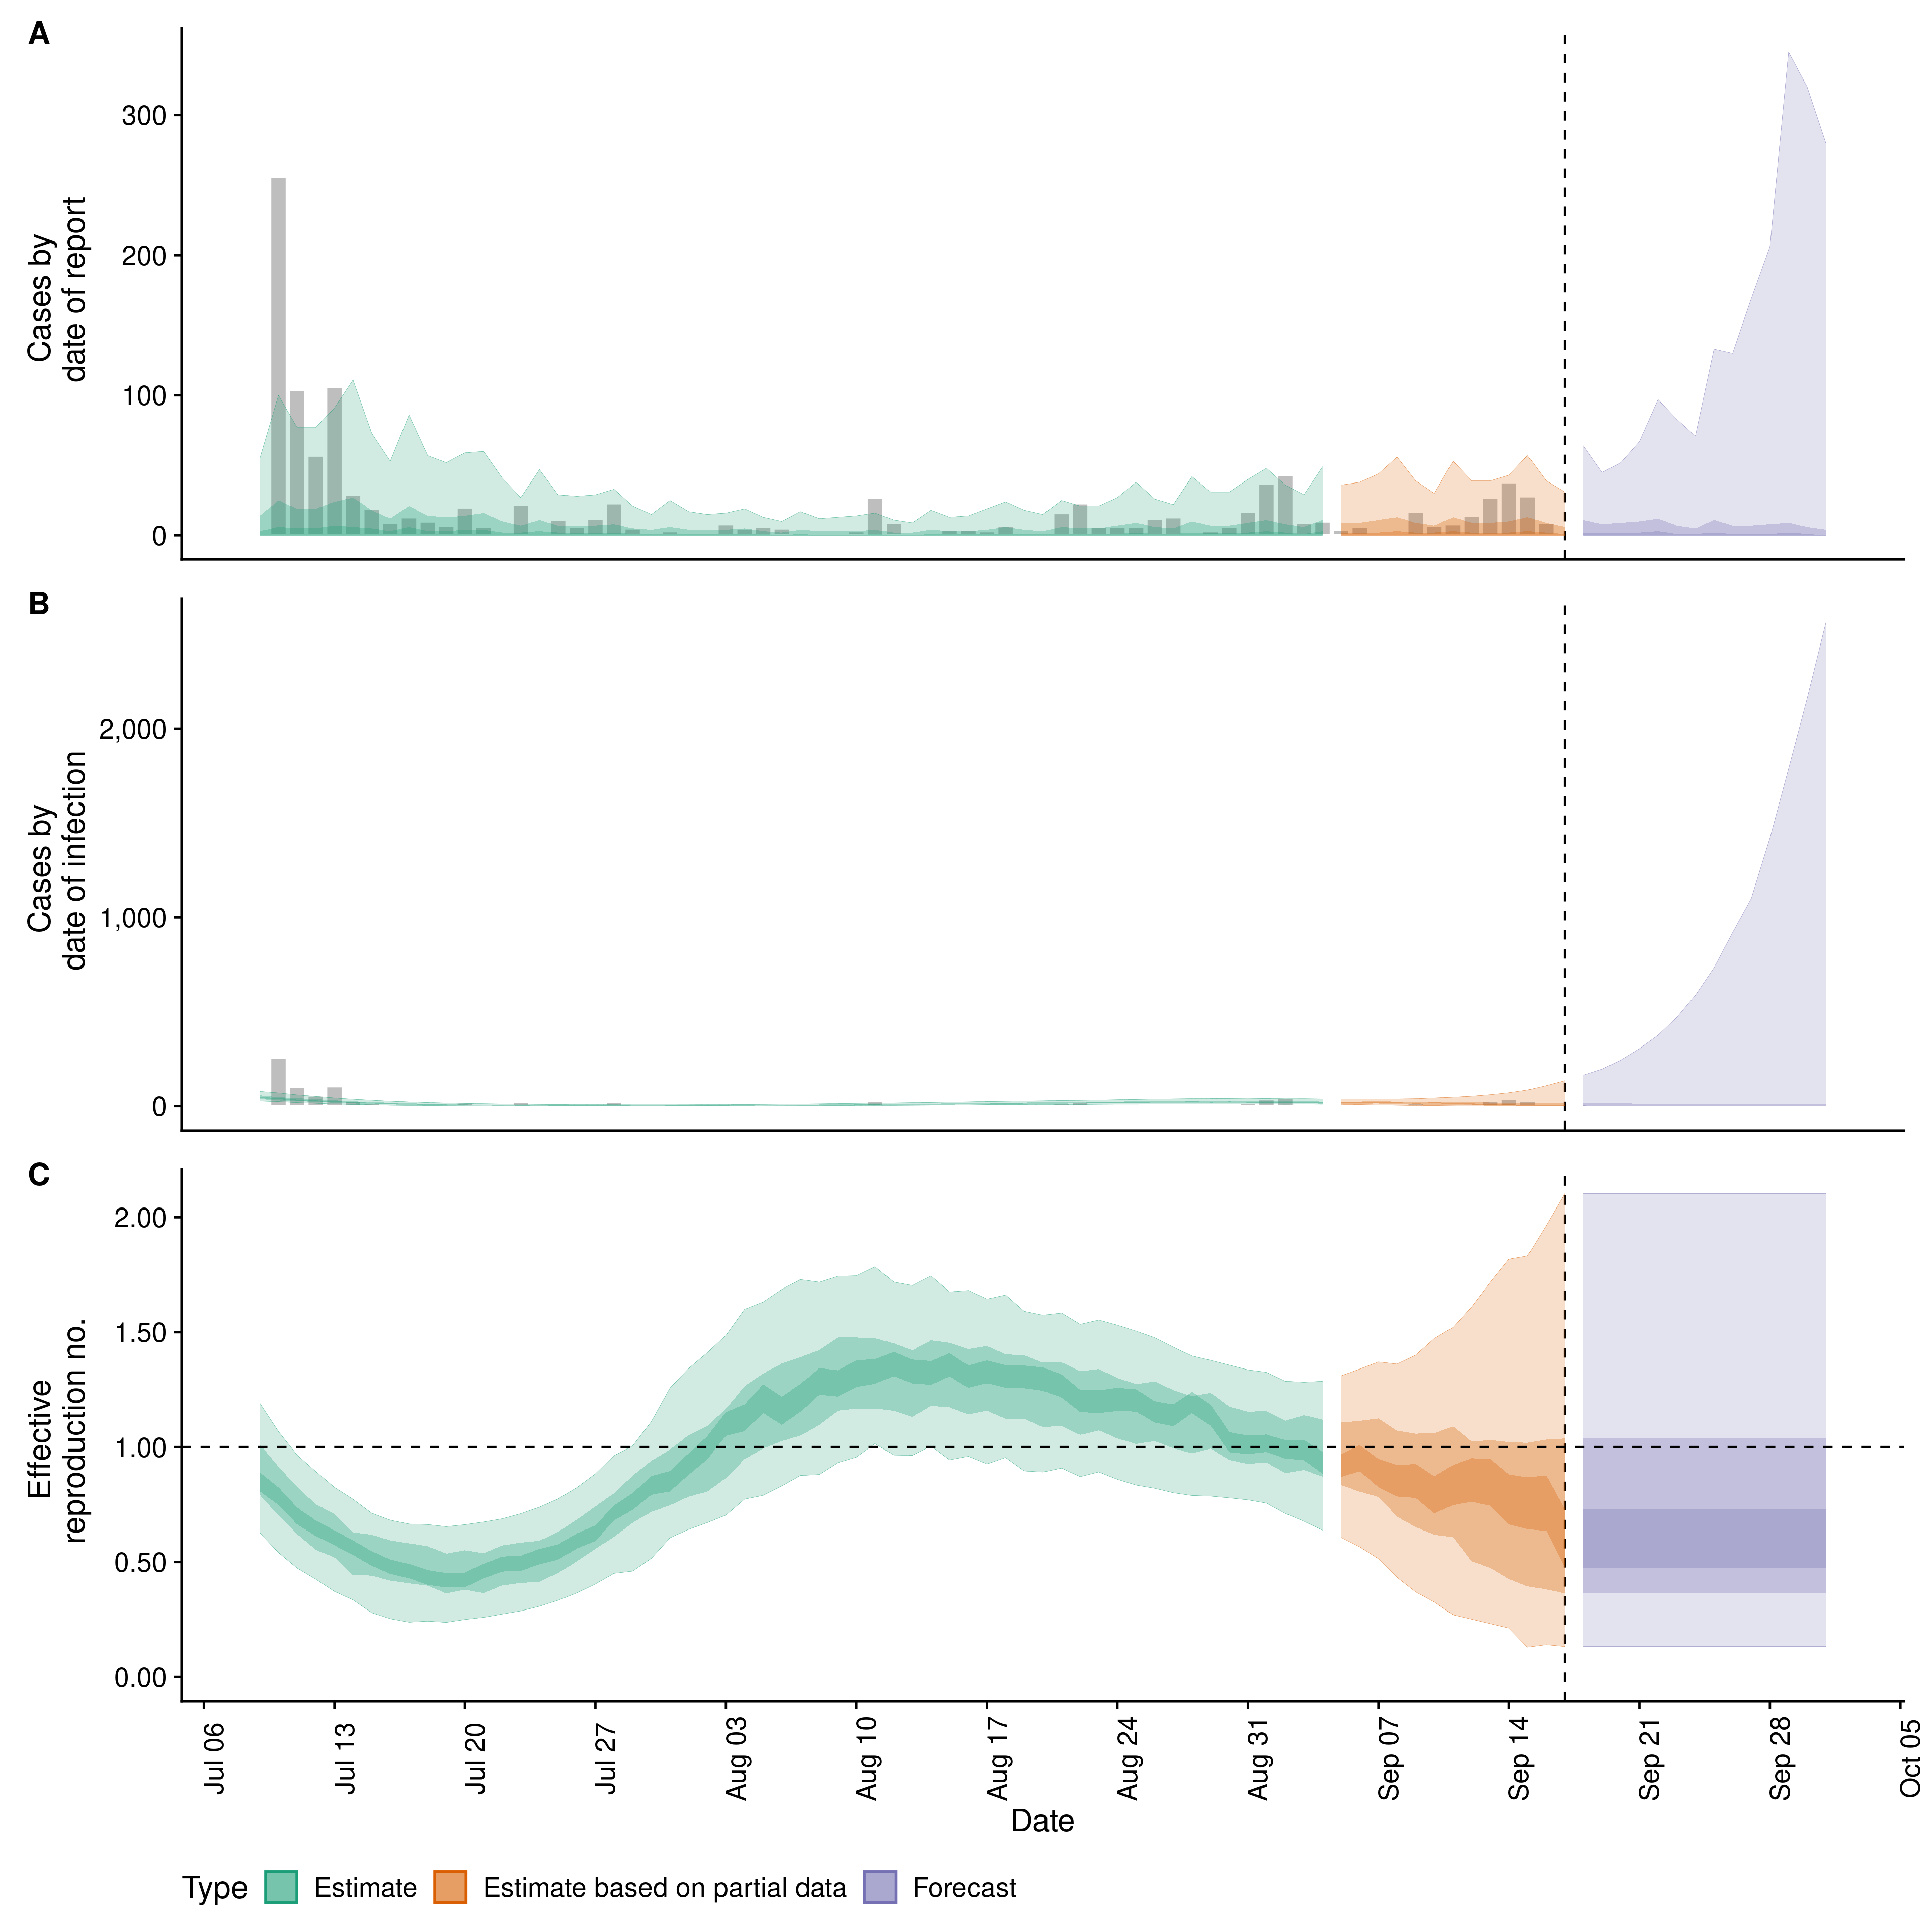 A
Cases by
date of report
300
200
100
0
B
Cases by
date of infection
2,000
1,000
0
C
Effective
reproduction no.
2.00
1.50
1.00
0.50
0.00
Jul 06
Jul 13
Jul 20
Jul 27
Aug 03
Aug 10
Aug 17
Aug 24
Aug 31
Sep 07
Sep 14
Sep 21
Sep 28
Oct 05
Date
Type Estimate Estimate based on partial data Forecast